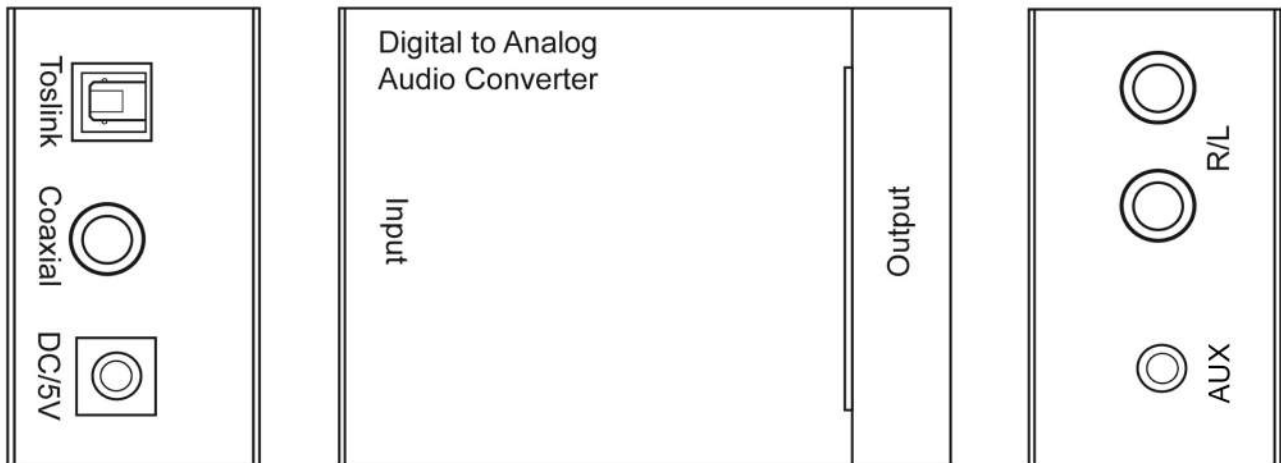 Toslink
Coaxial
DC/5V
Digital to Analog
Audio Converter
Input
Output
R/L
AUX